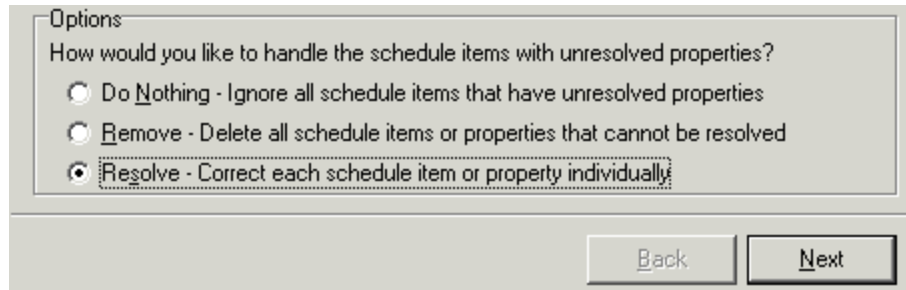 Options
How would you like to handle the schedule items with unresolved properties?
Do Nothing - Ignore all schedule items that have unresolved properties
Remove - Delete all schedule items or properties that cannot be resolved
Resolve - Correct each schedule item or property individually
Back Next